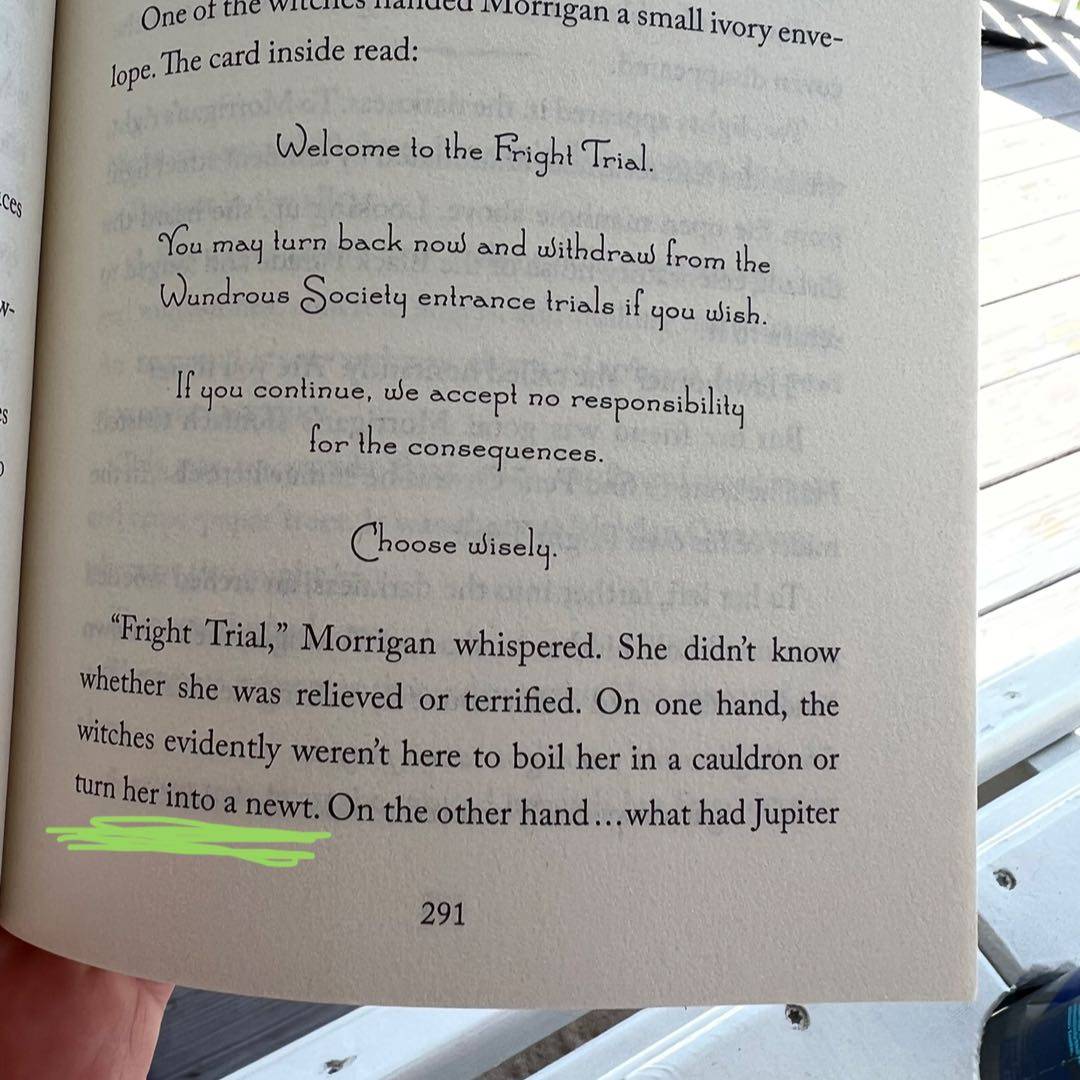 One of the witches handed Morrigan a small ivory enve-
lope. The card inside read:
Welcome to the Fright Trial.
You may turn back now and withdraw from the
Wundrous Society entrance trials if you wish.
If you continue, we accept no responsibility
for the consequences.
Choose wisely.
“Fright Trial,” Morrigan whispered. She didn’t know
whether she was relieved or terrified. On one hand, the
witches evidently weren’t here to boil her in a cauldron or
turn her into a newt. On the other hand...what had Jupiter
291